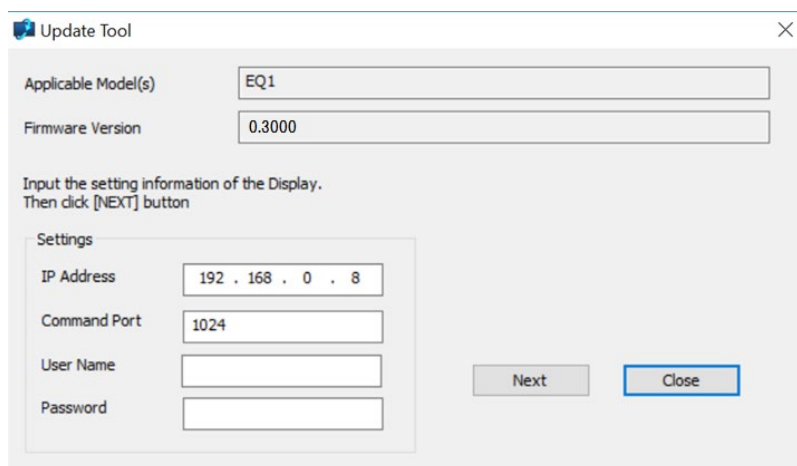 Update Tool
Applicable Model(s) EQ1
Firmware Version 0.3000
Input the setting information of the Display.
Then click [NEXT] button
Settings
IP Address 192 . 168 . 0 . 8
Command Port 1024
User Name
Password
Next Close